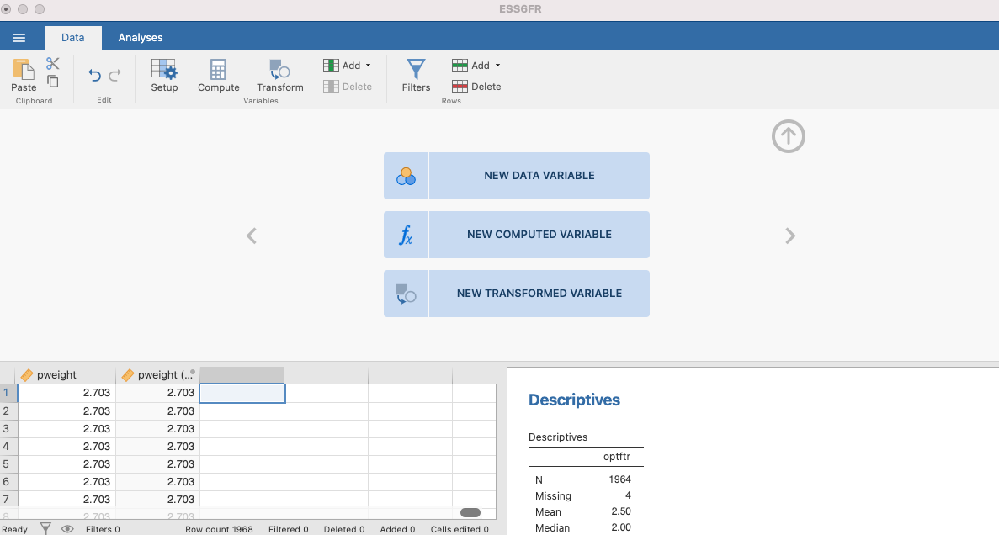 ESS6FR
Data Analyses
Paste
Clipboard
Edit
Setup Compute Transform
Add
Delete
Variables
Filters
Add
Delete
Rows
NEW DATA VARIABLE
fx NEW COMPUTED VARIABLE
NEW TRANSFORMED VARIABLE
pweight pweight (...
1 2.703 2.703
2 2.703 2.703
3 2.703 2.703
4 2.703 2.703
5 2.703 2.703
6 2.703 2.703
7 2.703 2.703
8 2.703 2.703
Ready Filters 0 Row count 1968 Filtered 0 Deleted 0 Added 0 Cells edited 0
Descriptives
Descriptives
optftr
N 1964
Missing 4
Mean 2.50
Median 2.00